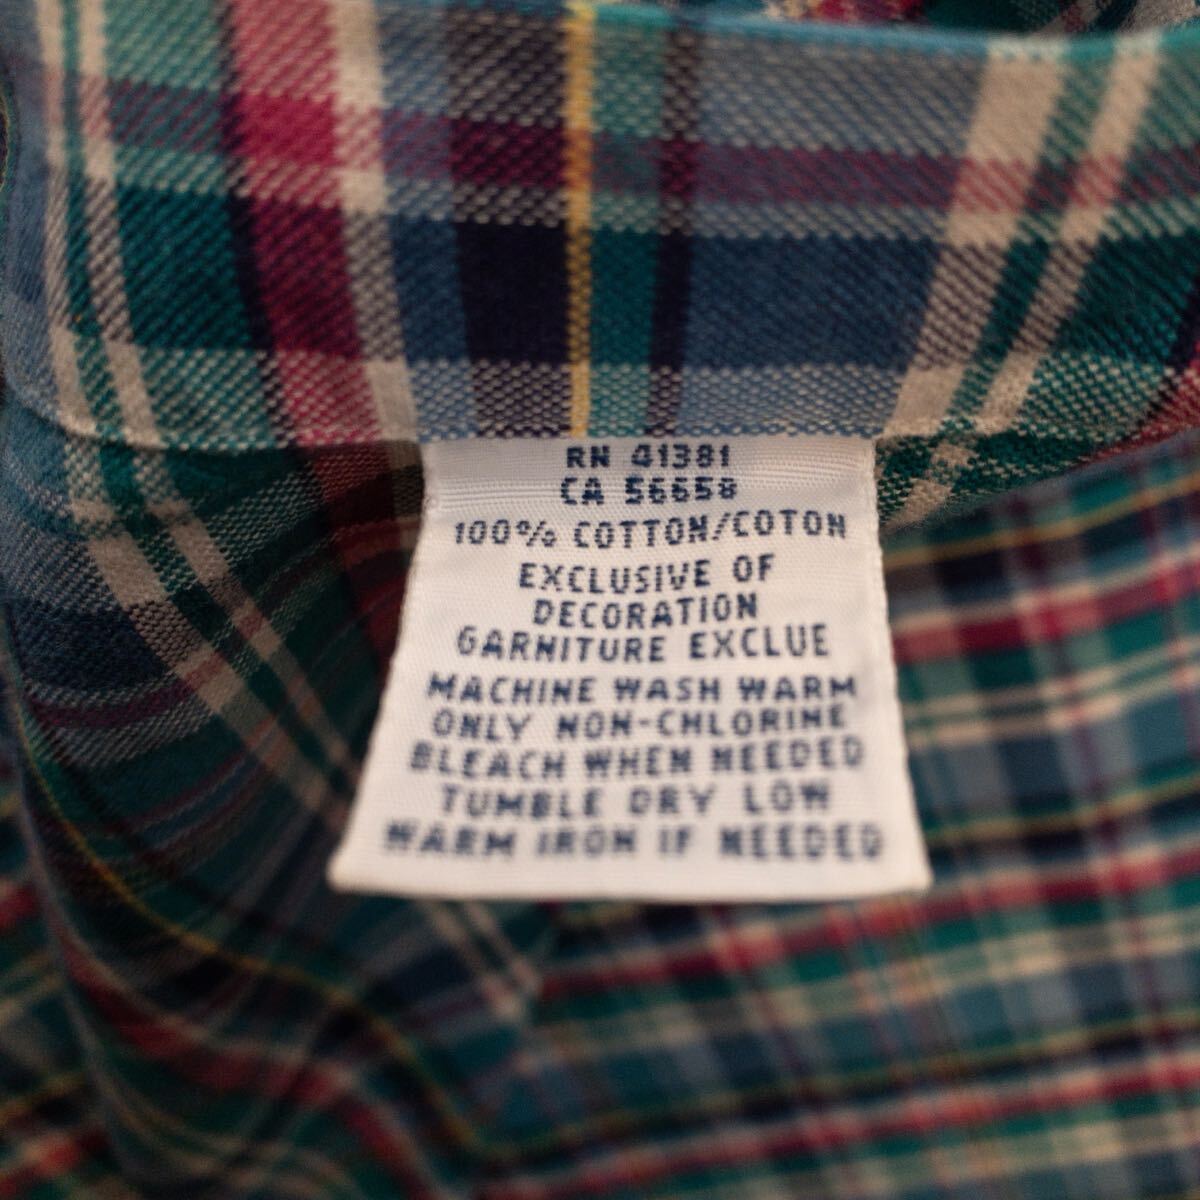 RN 41381
CA 56658
100% COTTON/COTON
EXCLUSIVE OF
DECORATION
GARNITURE EXCLUE
MACHINE WASH WARM
ONLY NON-CHLORINE
BLEACH WHEN NEEDED
TUMBLE DRY LOW
WARM IRON IF NEEDED